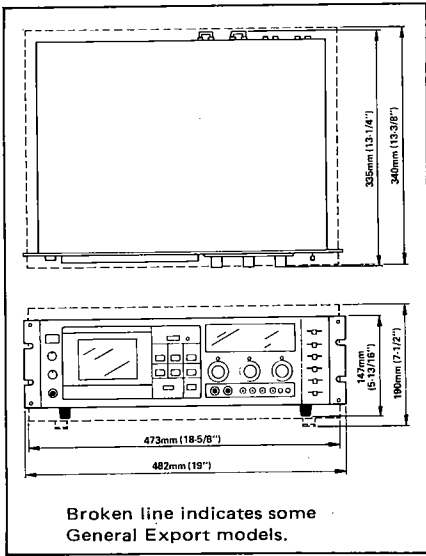 335mm (13-1/4'')
340mm (13-3/8'')
147mm
(5-13/16'')
190mm (7-1/2'')
473mm (18-5/8'')
482mm (19'')
Broken line indicates some
General Export models.